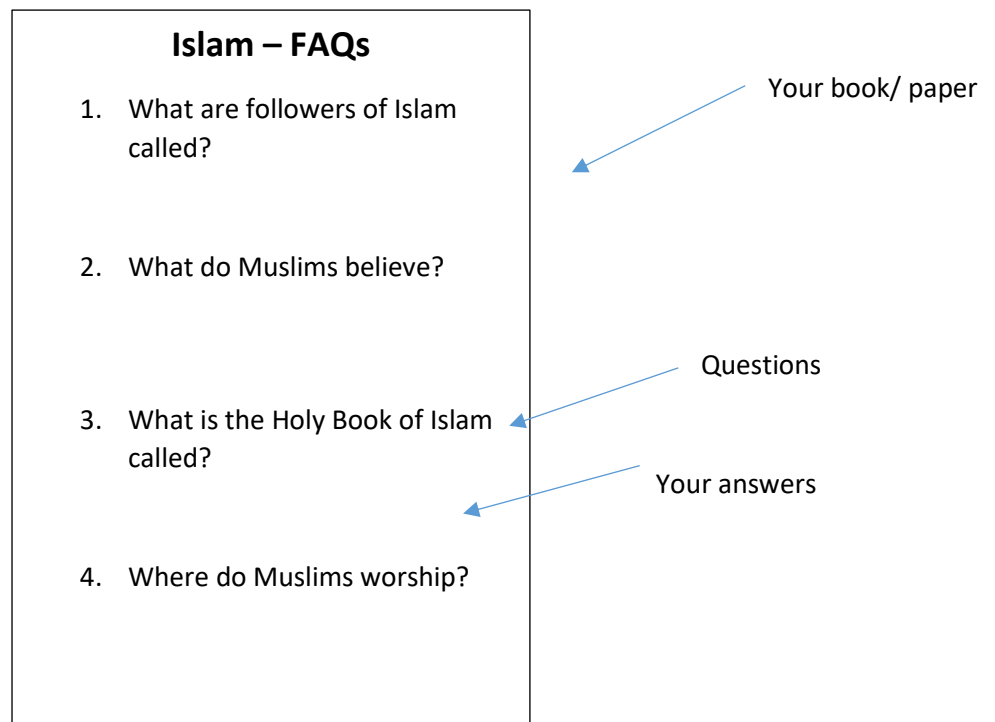 Islam – FAQs
Your book/ paper
1. What are followers of Islam
called?
2. What do Muslims believe?
Questions
3. What is the Holy Book of Islam
called?
Your answers
4. Where do Muslims worship?